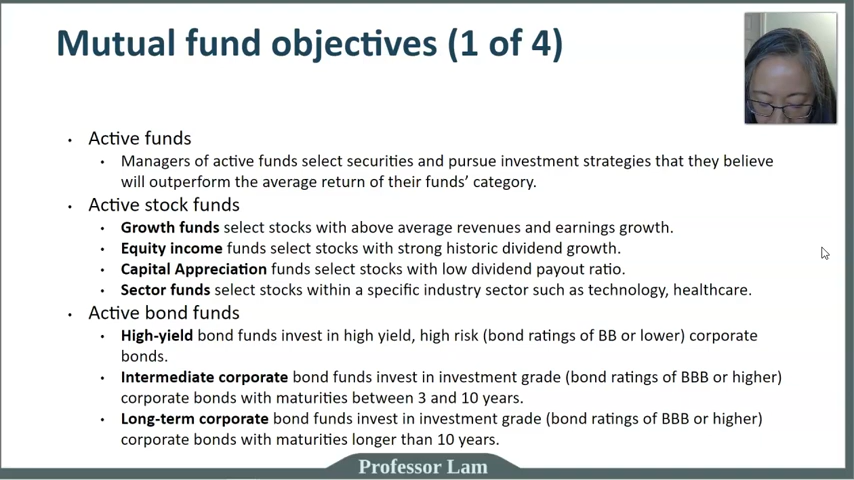 Mutual fund objectives (1 of 4)
• Active funds
• Managers of active funds select securities and pursue investment strategies that they believe
will outperform the average return of their funds’ category.
• Active stock funds
• Growth funds select stocks with above average revenues and earnings growth.
• Equity income funds select stocks with strong historic dividend growth.
• Capital Appreciation funds select stocks with low dividend payout ratio.
• Sector funds select stocks within a specific industry sector such as technology, healthcare.
• Active bond funds
• High-yield bond funds invest in high yield, high risk (bond ratings of BB or lower) corporate
bonds.
• Intermediate corporate bond funds invest in investment grade (bond ratings of BBB or higher)
corporate bonds with maturities between 3 and 10 years.
• Long-term corporate bond funds invest in investment grade (bond ratings of BBB or higher)
corporate bonds with maturities longer than 10 years.
Professor Lam